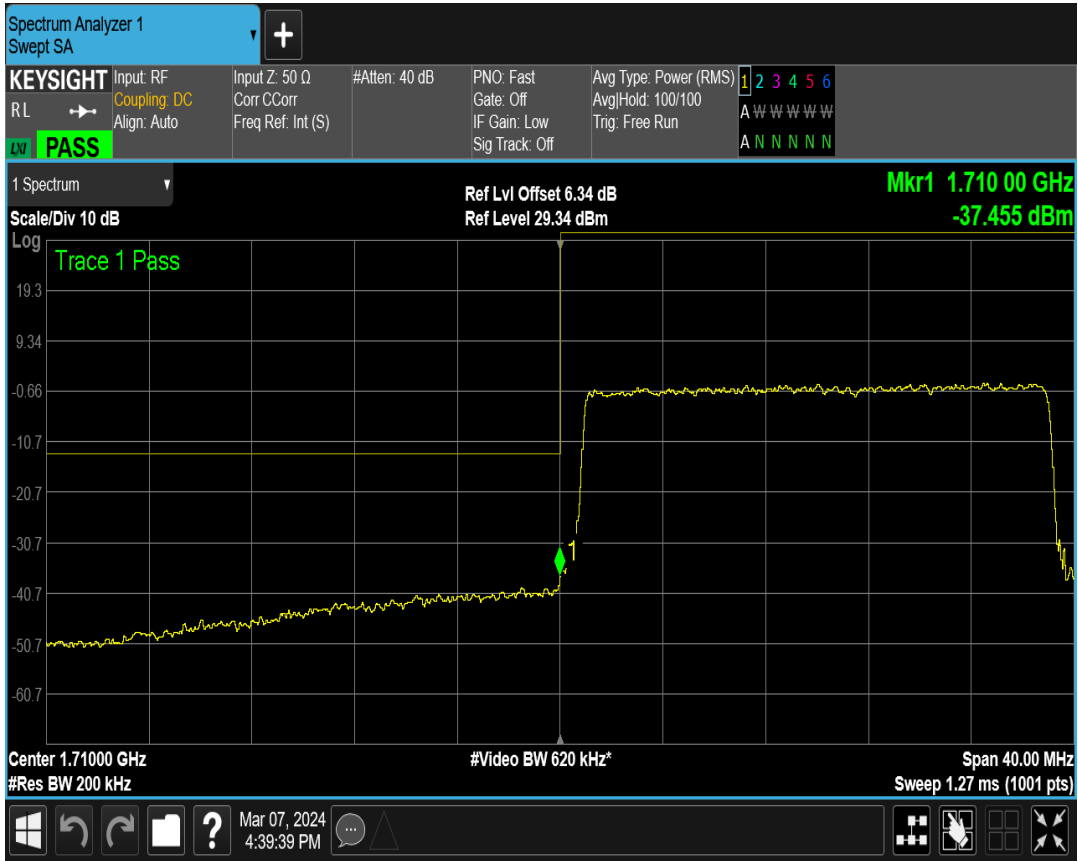 Spectrum Analyzer 1
Swept SA
+
KEYSIGHT
RL
LXI PASS
Input: RF
Coupling: DC
Align: Auto
Input Z: 50 Ω
Corr CCorr
Freq Ref: Int (S)
#Atten: 40 dB
PNO: Fast
Gate: Off
IF Gain: Low
Sig Track: Off
Avg Type: Power (RMS)
Avg|Hold: 100/100
Trig: Free Run
1 2 3 4 5 6
A W W W W W
A N N N N N
1 Spectrum
Scale/Div 10 dB
Ref Lvl Offset 6.34 dB
Ref Level 29.34 dBm
Mkr1 1.710 00 GHz
-37.455 dBm
Log
Trace 1 Pass
19.3
9.34
-0.66
-10.7
-20.7
-30.7
-40.7
-50.7
-60.7
1
Center 1.71000 GHz
#Video BW 620 kHz*
Span 40.00 MHz
#Res BW 200 kHz
Sweep 1.27 ms (1001 pts)
?
Mar 07, 2024
4:39:39 PM